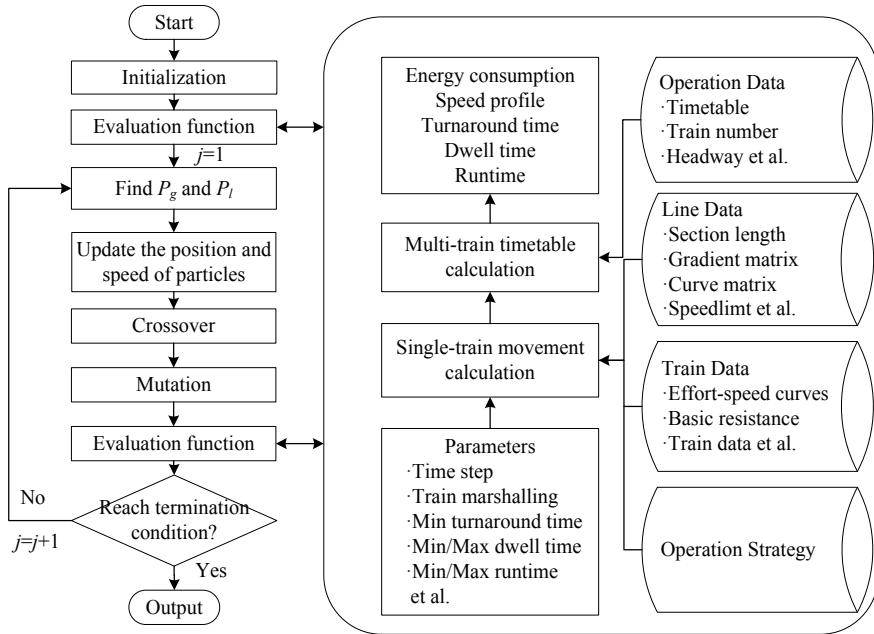 Start
Initialization
Evaluation function
j=1
Find Pg and Pl
Update the position and
speed of particles
Crossover
Mutation
Evaluation function
No
Reach termination
condition?
j=j+1
Yes
Output
Energy consumption
Speed profile
Turnaround time
Dwell time
Runtime
Multi-train timetable
calculation
Single-train movement
calculation
Parameters
·Time step
·Train marshalling
·Min turnaround time
·Min/Max dwell time
·Min/Max runtime
et al.
Operation Data
·Timetable
·Train number
·Headway et al.
Line Data
·Section length
·Gradient matrix
·Curve matrix
·Speedlimt et al.
Train Data
·Effort-speed curves
·Basic resistance
·Train data et al.
Operation Strategy